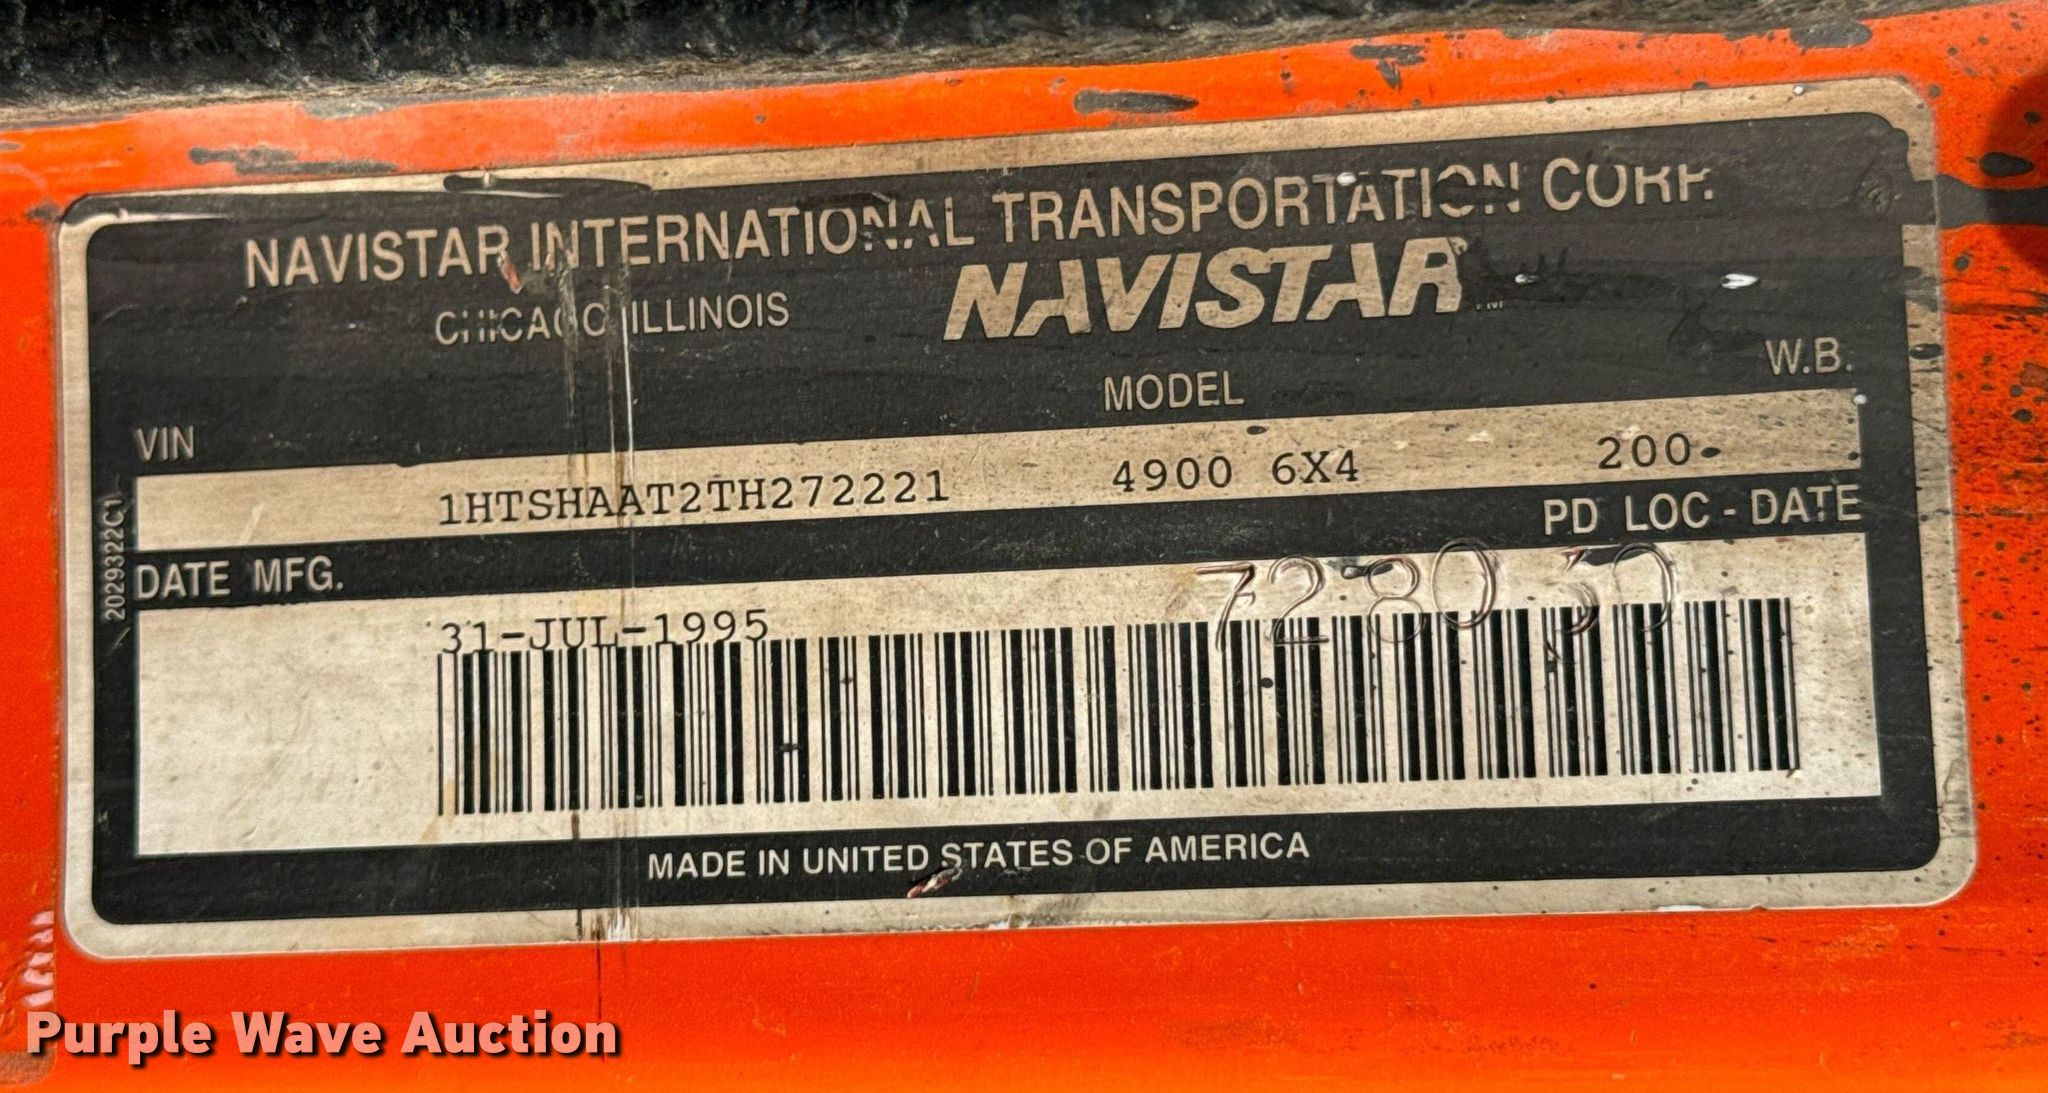 NAVISTAR INTERNATIONAL TRANSPORTATION CORP.
CHICAGO ILLINOIS
NAVISTAR
MODEL
W.B.
VIN
1HTSHAAT2TH272221 4900 6X4 200
PD LOC - DATE
DATE MFG.
31-JUL-1995
2029322C1
MADE IN UNITED STATES OF AMERICA
Purple Wave Auction